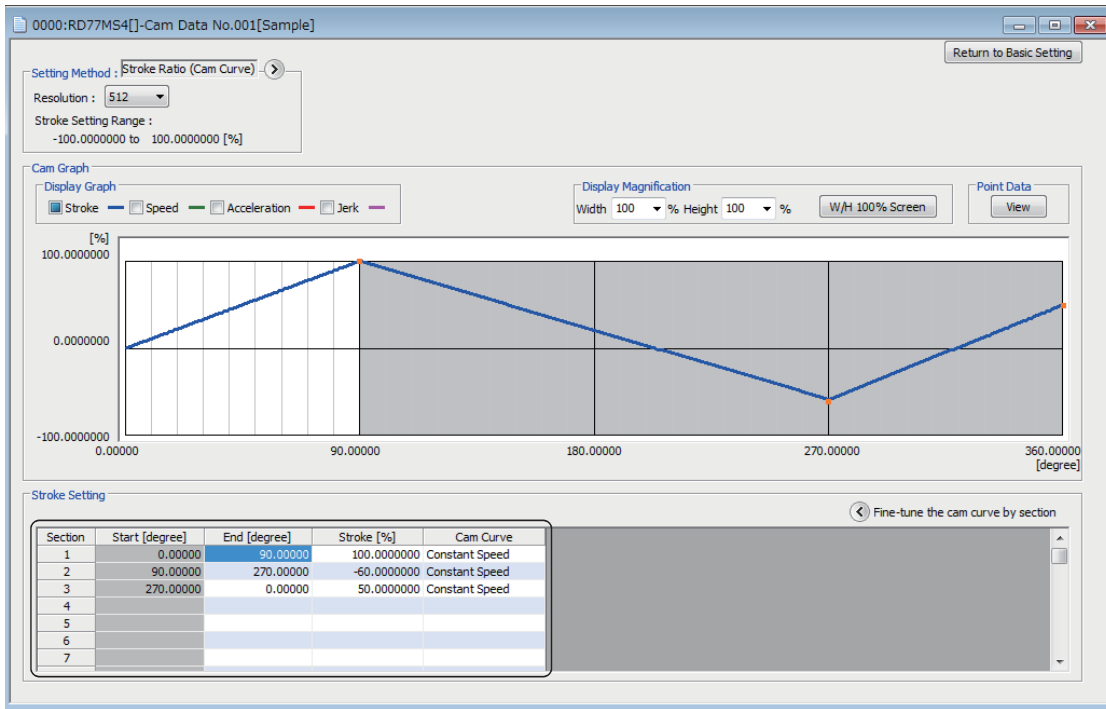 0000:RD77MS4[]-Cam Data No.001[Sample]
Return to Basic Setting
Setting Method : Stroke Ratio (Cam Curve)
Resolution : 512
Stroke Setting Range :
-100.0000000 to 100.0000000 [%]
Cam Graph
Display Graph
Stroke Speed Acceleration Jerk
Display Magnification
Width 100 % Height 100 % W/H 100% Screen
Point Data
View
[%]
100.0000000
0.0000000
-100.0000000
0.00000 90.00000 180.00000 270.00000 360.00000
[degree]
Stroke Setting
Fine-tune the cam curve by section
Section Start [degree] End [degree] Stroke [%] Cam Curve
1 0.00000 90.00000 100.0000000 Constant Speed
2 90.00000 270.00000 -60.0000000 Constant Speed
3 270.00000 0.00000 50.0000000 Constant Speed
4
5
6
7